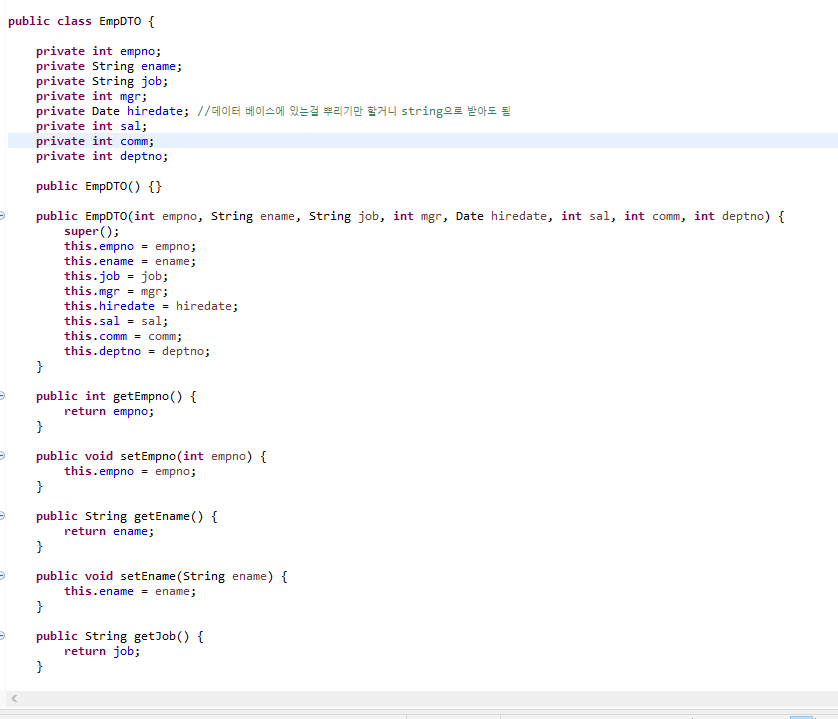 public class EmpDTO {
private int empno;
private String ename;
private String job;
private int mgr;
private Date hiredate; //데이터 베이스에 있는걸 뿌리기만 할거니 string으로 받아도 됨
private int sal;
private int comm;
private int deptno;
public EmpDTO() {}
public EmpDTO(int empno, String ename, String job, int mgr, Date hiredate, int sal, int comm, int deptno) {
super();
this.empno = empno;
this.ename = ename;
this.job = job;
this.mgr = mgr;
this.hiredate = hiredate;
this.sal = sal;
this.comm = comm;
this.deptno = deptno;
}
public int getEmpno() {
return empno;
}
public void setEmpno(int empno) {
this.empno = empno;
}
public String getEname() {
return ename;
}
public void setEname(String ename) {
this.ename = ename;
}
public String getJob() {
return job;
}